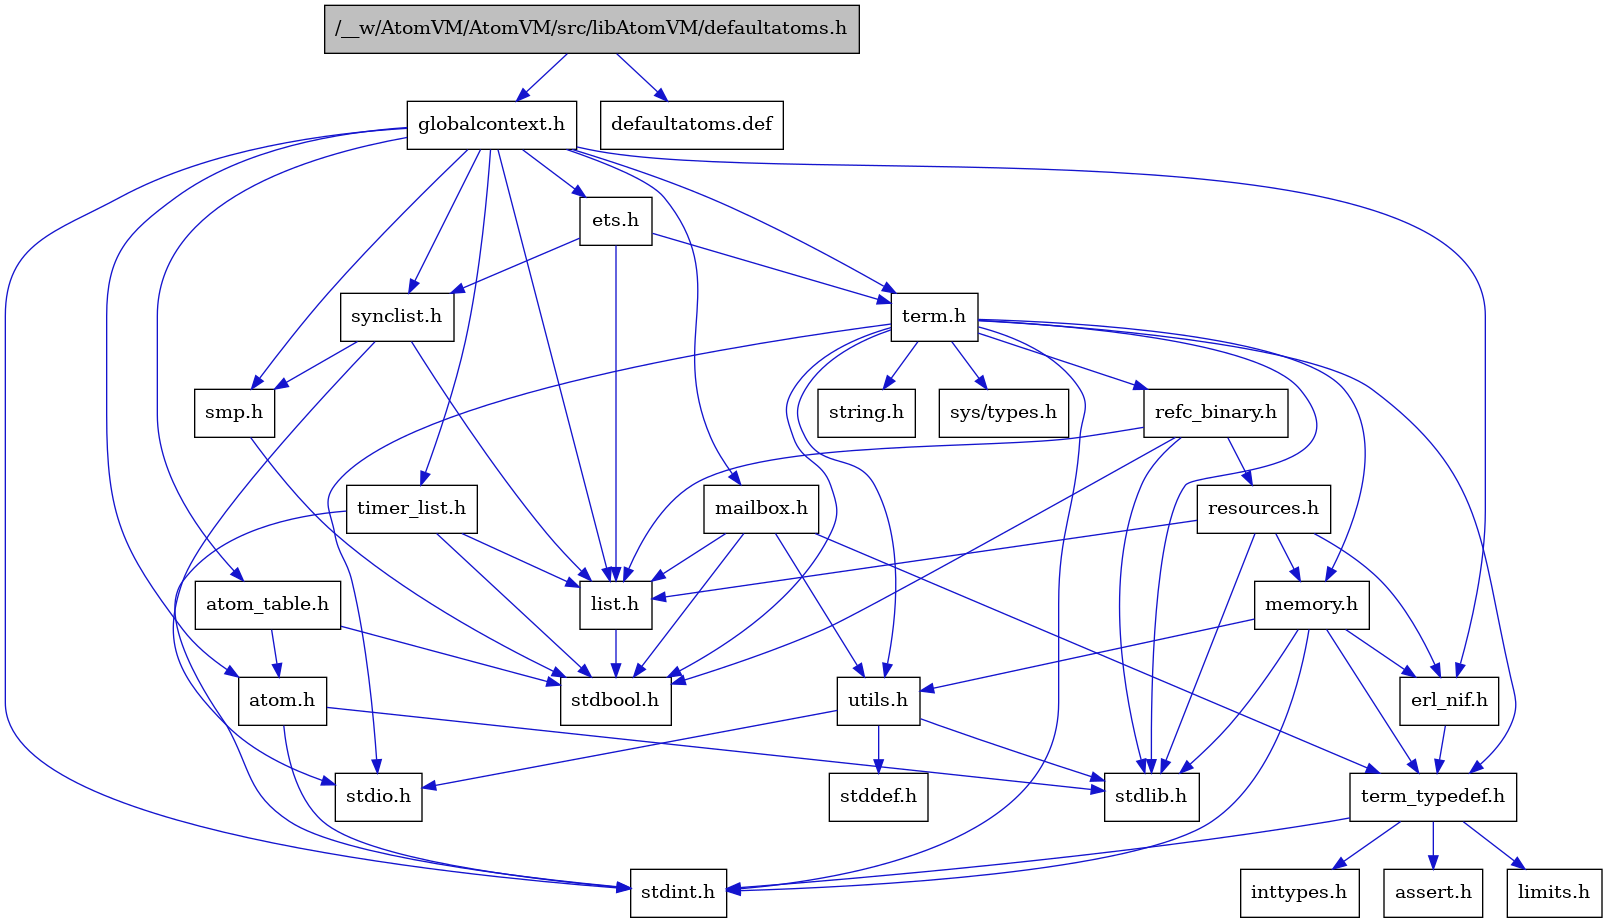 /__w/AtomVM/AtomVM/src/libAtomVM/defaultatoms.h
globalcontext.h
defaultatoms.def
ets.h
synclist.h
term.h
smp.h
string.h
sys/types.h
refc_binary.h
timer_list.h
mailbox.h
resources.h
atom_table.h
list.h
memory.h
atom.h
stdbool.h
utils.h
erl_nif.h
stdio.h
stddef.h
stdlib.h
term_typedef.h
stdint.h
inttypes.h
assert.h
limits.h